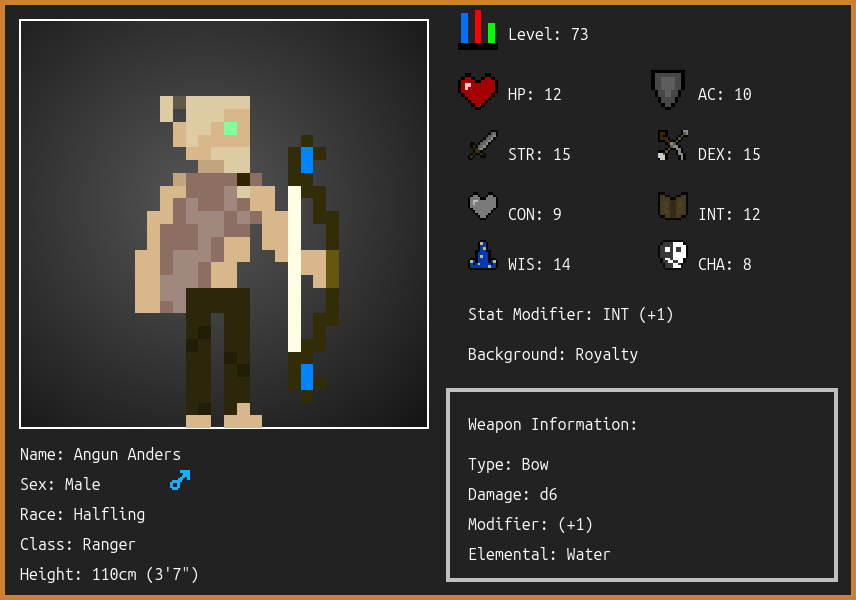 Level: 73
HP: 12
AC: 10
STR: 15
DEX: 15
CON: 9
INT: 12
WIS: 14
CHA: 8
Stat Modifier: INT (+1)
Background: Royalty
Weapon Information:
Type: Bow
Damage: d6
Modifier: (+1)
Elemental: Water
Name: Angun Anders
Sex: Male
Race: Halfling
Class: Ranger
Height: 110cm (3'7")